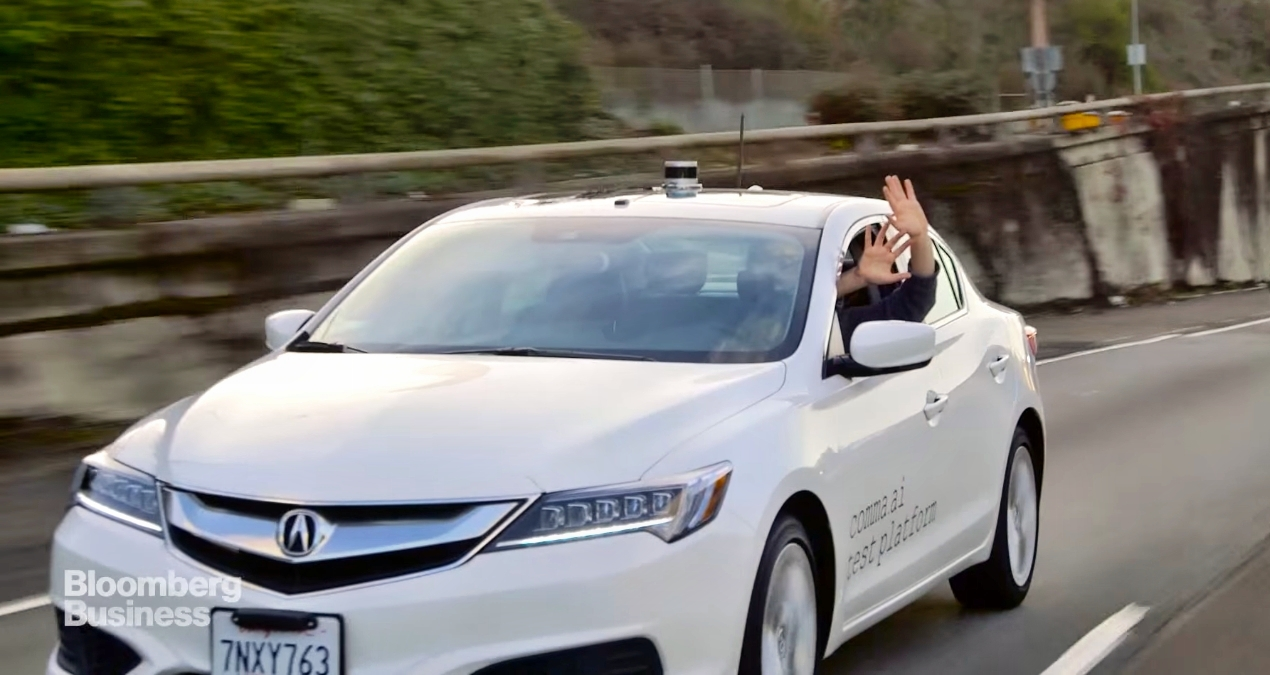 comma.ai
test platform
Bloomberg
Business
7NXY763